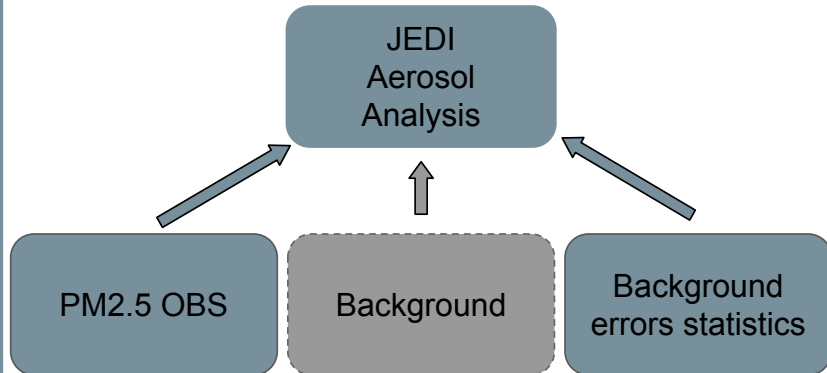 JEDI
Aerosol
Analysis
PM2.5 OBS
Background
Background
errors statistics